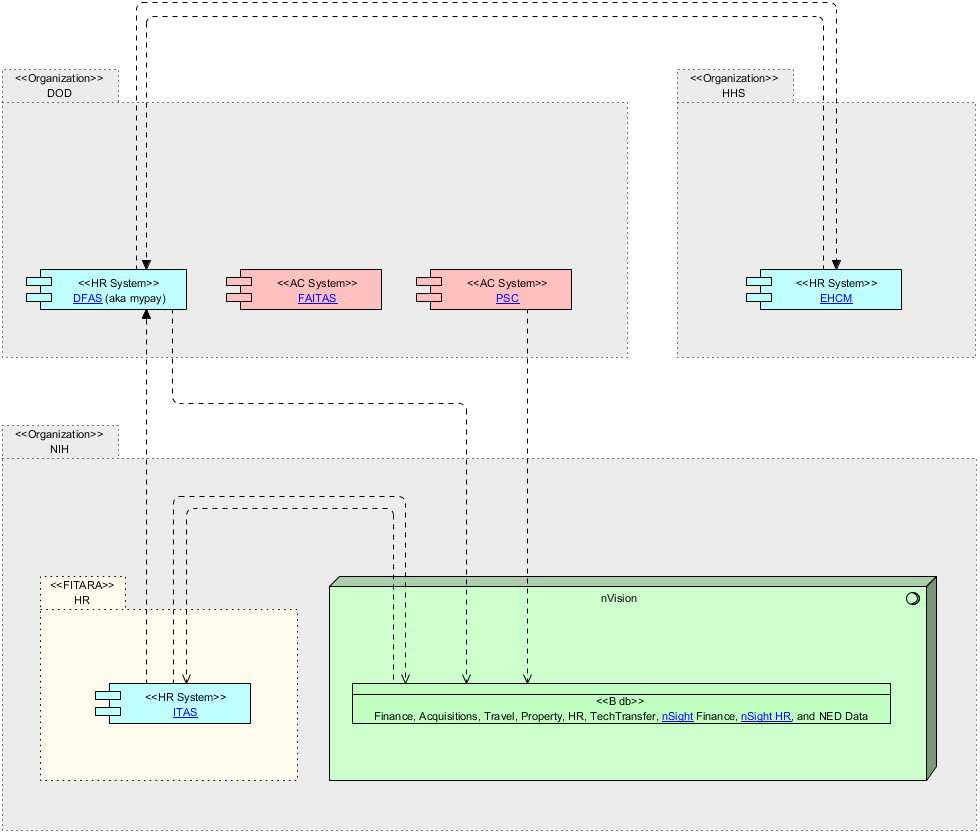 <<Organization>>
DOD
<<Organization>>
HHS
<<HR System>>
DFAS (aka mypay)
<<AC System>>
FAITAS
<<AC System>>
PSC
<<HR System>>
EHCM
<<Organization>>
NIH
<<FITARA>>
HR
nVision
<<HR System>>
ITAS
<<B db>>
Finance, Acquisitions, Travel, Property, HR, TechTransfer, nSight Finance, nSight HR, and NED Data